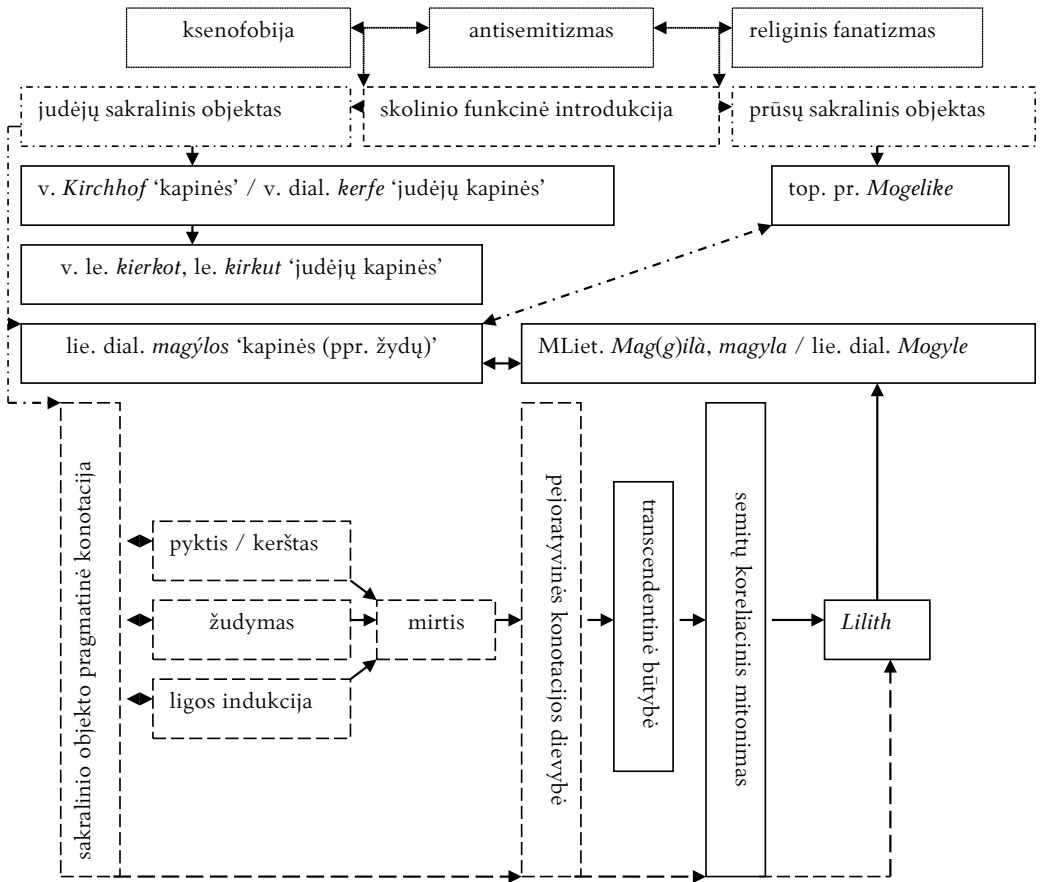 ksenofobija
antisemitizmas
religinis fanatizmas
judėjų sakralinis objektas
skolinio funkcinė introdukcija
prūsų sakralinis objektas
v. Kirchhof ‘kapinės’ / v. dial. kerfe ‘judėjų kapinės’
top. pr. Mogelike
v. le. kierkot, le. kirkut ‘judėjų kapinės’
lie. dial. magýlos ‘kapinės (ppr. žydų)’
MLiet. Mag(g)ilà, magyla / lie. dial. Mogyle
sakralinio objekto pragmatinė konotacija
pyktis / kerštas
žudymas
ligos indukcija
mirtis
pejoratyvinės konotacijos dievybė
transcendentinė būtybė
semitų koreliacinis mitonimas
Lilith